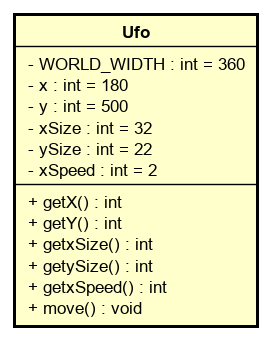 Ufo
- WORLD_WIDTH : int = 360
- x : int = 180
- y : int = 500
- xSize : int = 32
- ySize : int = 22
- xSpeed : int = 2
+ getX() : int
+ getY() : int
+ getxSize() : int
+ getySize() : int
+ getxSpeed() : int
+ move() : void